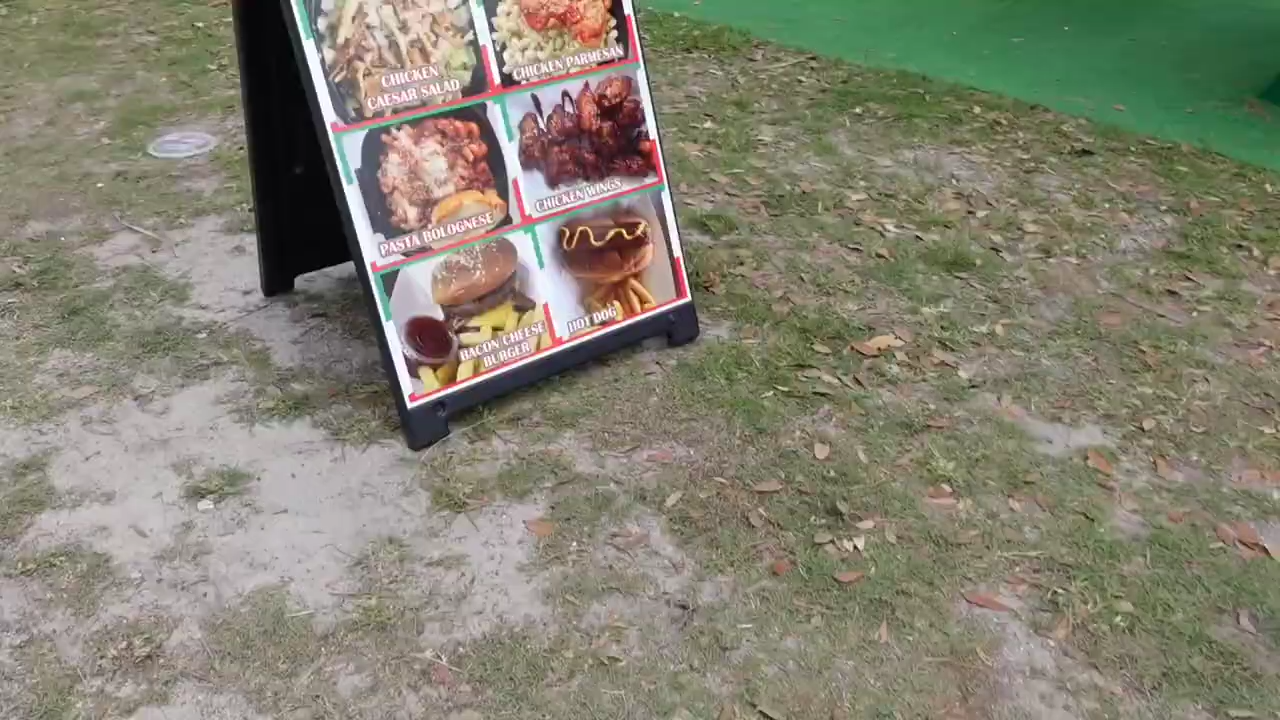 CHICKEN
CAESAR SALAD
CHICKEN PARMESAN
PASTA BOLOGNESE
CHICKEN WINGS
BACON CHEESE
BURGER
HOT DOG